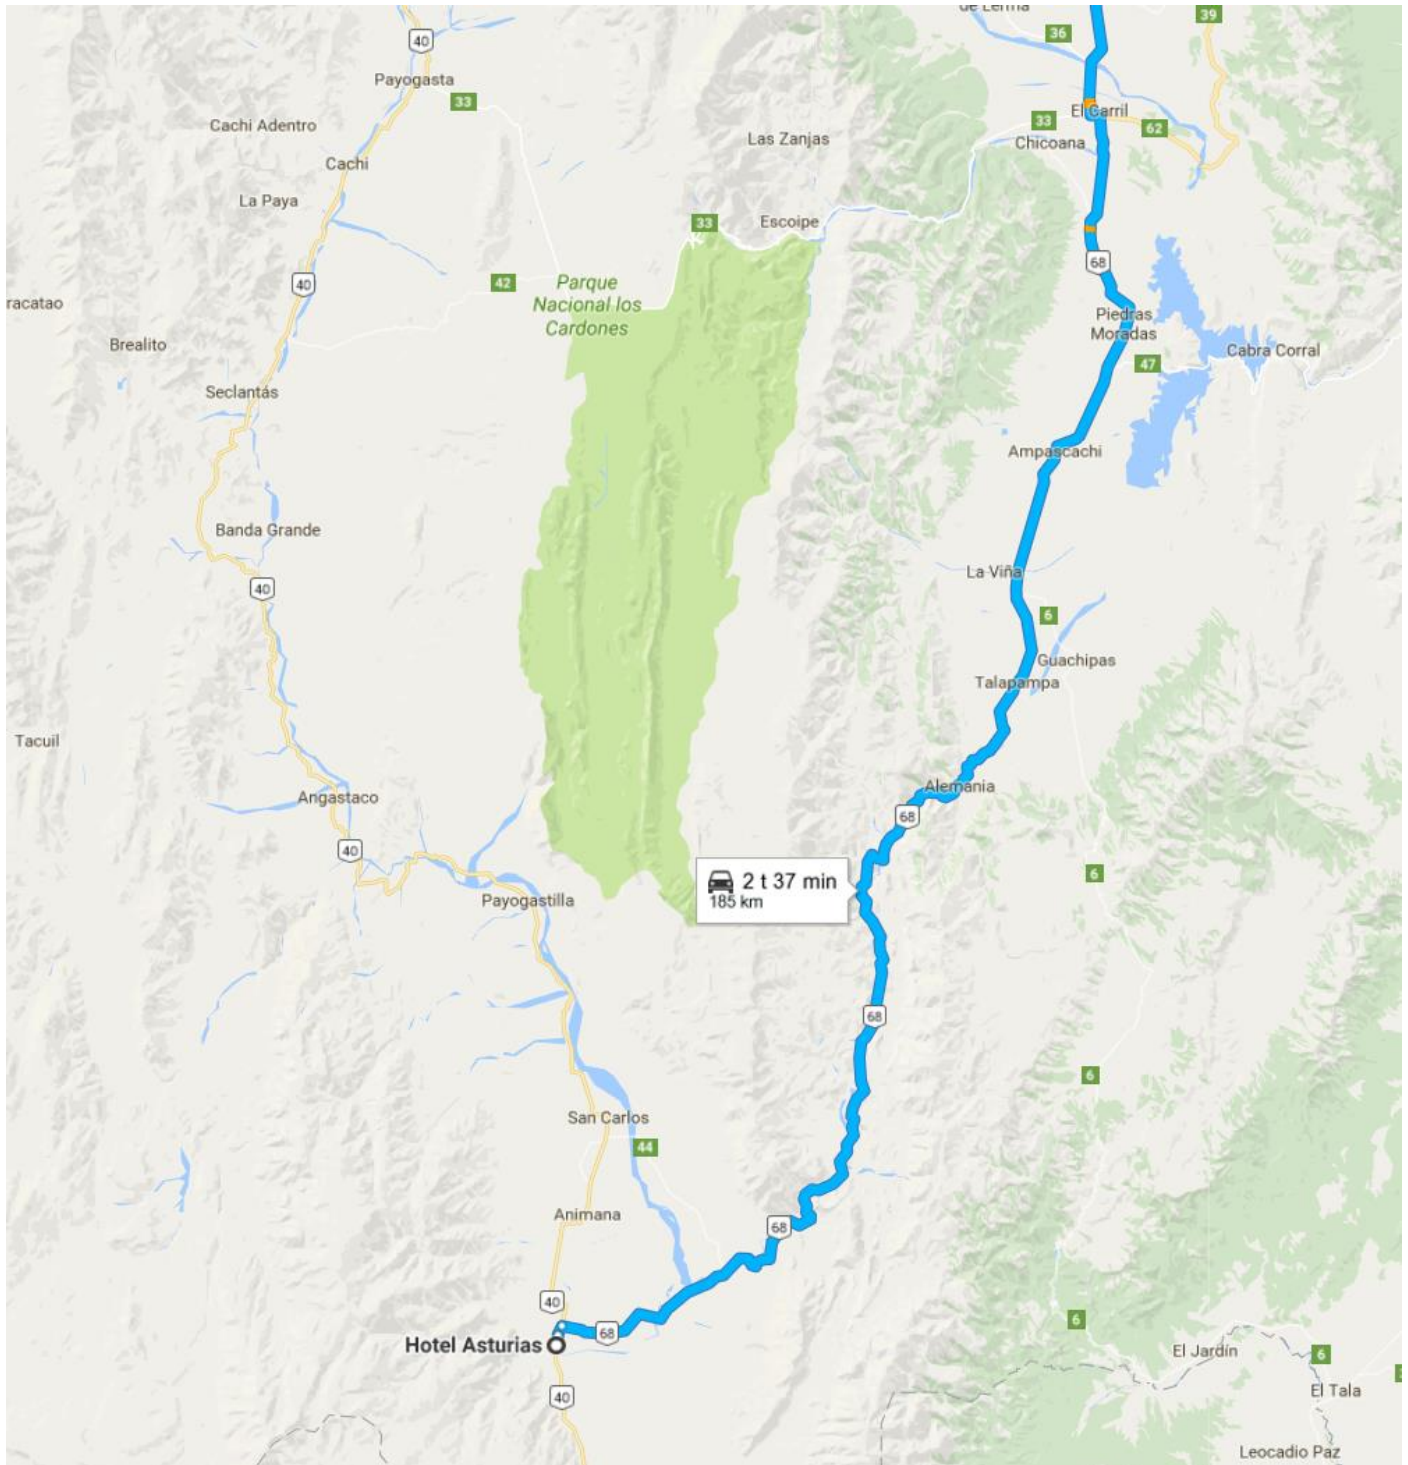 de Lerma
39
36
40
Payogasta
33
El Carril
Cachi Adentro
33
62
Las Zanjas
Chicoana
Cachi
La Paya
33
Escoipe
68
40
42
Parque
Nacional los
Cardones
racatao
Piedras
Moradas
Brealito
Cabra Corral
47
Seclantás
Ampascachi
Banda Grande
La Viña
40
6
Guachipas
Talapampa
Tacuil
Alemania
Angastaco
68
40
6
2 t 37 min
185 km
Payogastilla
68
6
San Carlos
44
Animana
68
40
68
6
Hotel Asturias
El Jardín
6
El Tala
40
Leocadio Paz